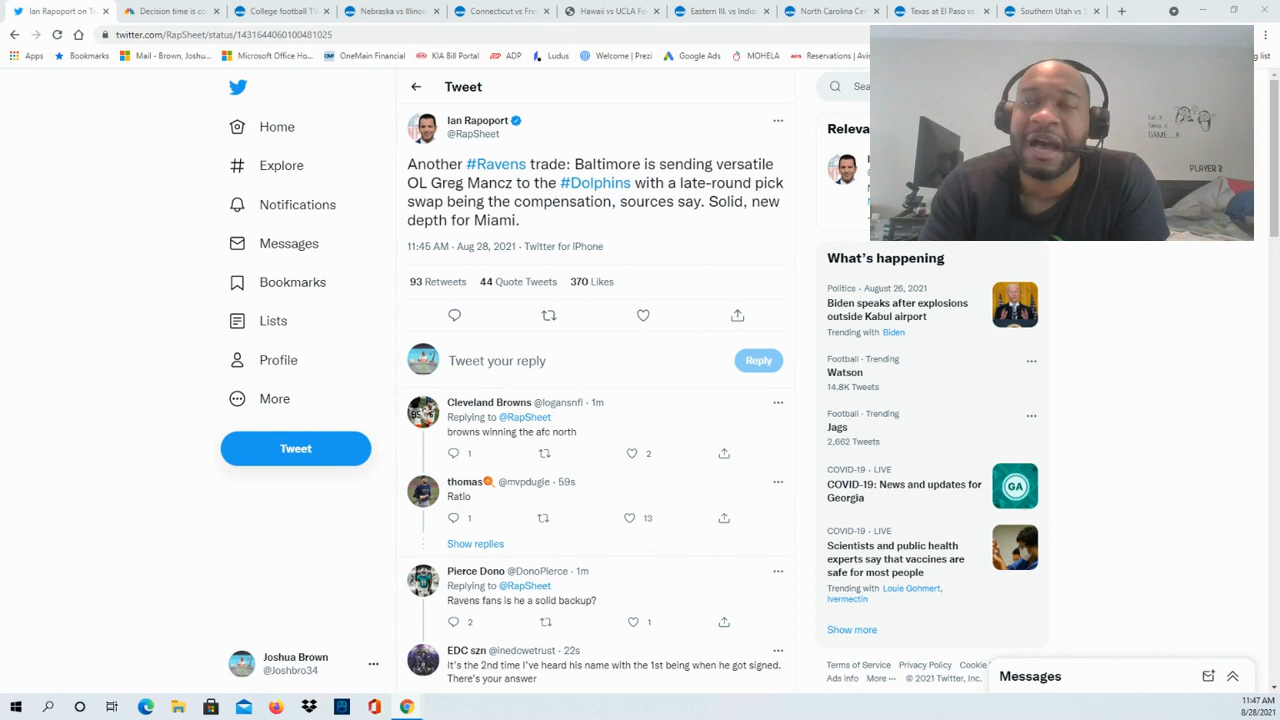 Ian Rapoport on T
Decision time is c
College football TV
Nebraska vs Illinois
Connecticut vs Fres
Hawaii vs UCLA Fo
Eastern Ill. vs India
North Carolina Cer
Texas at El Paso vs
Southern Utah vs S
twitter.com/RapSheet/status/1431644060100481025
Apps
Bookmarks
Mail - Brown, Joshu...
Microsoft Office Ho...
OneMain Financial
KIA Bill Portal
ADP
Ludus
Welcome | Prezi
Google Ads
MOHELA
Reservations | Avis
g list
Tweet
Sea
Home
Explore
Notifications
Messages
Bookmarks
Lists
Profile
More
Tweet
Joshua Brown
@Joshbro34
Ian Rapoport
@RapSheet
Another #Ravens trade: Baltimore is sending versatile
OL Greg Mancz to the #Dolphins with a late-round pick
swap being the compensation, sources say. Solid, new
depth for Miami.
11:45 AM · Aug 28, 2021 · Twitter for iPhone
93 Retweets 44 Quote Tweets 370 Likes
Tweet your reply
Reply
Cleveland Browns @logansnfl · 1m
Replying to @RapSheet
browns winning the afc north
1
2
thomas @mvpdugie · 59s
Ratio
1
13
Show replies
Pierce Dono @DonoPierce · 1m
Replying to @RapSheet
Ravens fans is he a solid backup?
2
1
EDC szn @inedcwetrust · 22s
It's the 2nd time I've heard his name with the 1st being when he got signed.
There's your answer
Releva
PLAYER 2
What's happening
Politics · August 26, 2021
Biden speaks after explosions
outside Kabul airport
Trending with Biden
Football · Trending
Watson
14.8K Tweets
Football · Trending
Jags
2,662 Tweets
COVID-19 · LIVE
COVID-19: News and updates for
Georgia
GA
COVID-19 · LIVE
Scientists and public health
experts say that vaccines are
safe for most people
Trending with Louie Gohmert,
Ivermectin
Show more
Terms of Service Privacy Policy Cookie
Ads info More ··· © 2021 Twitter, Inc.
Messages
11:47 AM
8/28/2021